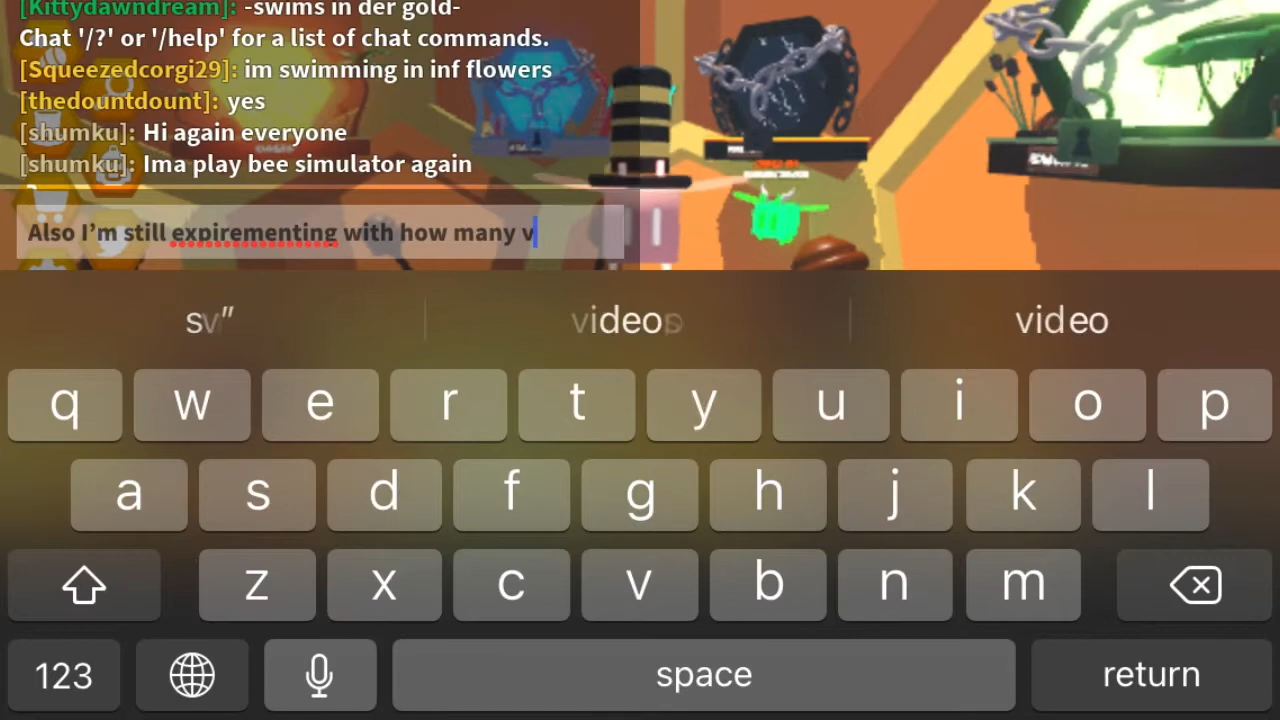 [Kittydawndream]: -swims in der gold-
Chat '/?' or '/help' for a list of chat commands.
[Squeezedcorgi29]: im swimming in inf flowers
[thedountdount]: yes
[shumku]: Hi again everyone
[shumku]: Ima play bee simulator again
Also I’m still expirementing with how many v
video video
q w e r t y u i o p
a s d f g h j k l
z x c v b n m
123 space return